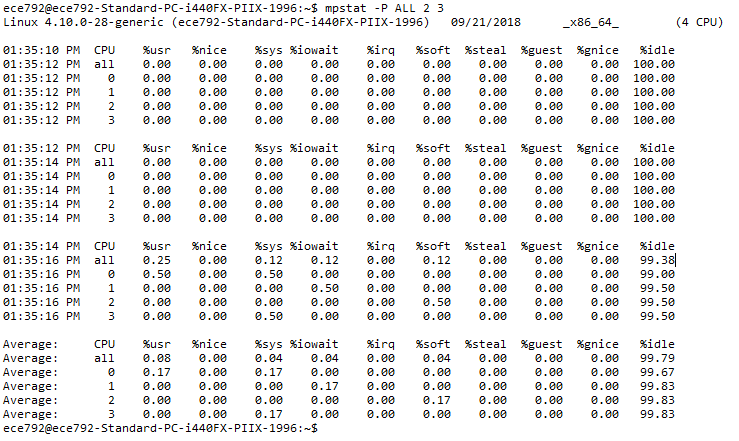 ece792@ece792-Standard-PC-i440FX-PIIX-1996:~$ mpstat -P ALL 2 3
Linux 4.10.0-28-generic (ece792-Standard-PC-i440FX-PIIX-1996)   09/21/2018      _x86_64_        (4 CPU)

01:35:10 PM  CPU    %usr   %nice    %sys %iowait    %irq   %soft  %steal  %guest  %gnice   %idle
01:35:12 PM  all    0.00    0.00    0.00    0.00    0.00    0.00    0.00    0.00    0.00  100.00
01:35:12 PM    0    0.00    0.00    0.00    0.00    0.00    0.00    0.00    0.00    0.00  100.00
01:35:12 PM    1    0.00    0.00    0.00    0.00    0.00    0.00    0.00    0.00    0.00  100.00
01:35:12 PM    2    0.00    0.00    0.00    0.00    0.00    0.00    0.00    0.00    0.00  100.00
01:35:12 PM    3    0.00    0.00    0.00    0.00    0.00    0.00    0.00    0.00    0.00  100.00

01:35:12 PM  CPU    %usr   %nice    %sys %iowait    %irq   %soft  %steal  %guest  %gnice   %idle
01:35:14 PM  all    0.00    0.00    0.00    0.00    0.00    0.00    0.00    0.00    0.00  100.00
01:35:14 PM    0    0.00    0.00    0.00    0.00    0.00    0.00    0.00    0.00    0.00  100.00
01:35:14 PM    1    0.00    0.00    0.00    0.00    0.00    0.00    0.00    0.00    0.00  100.00
01:35:14 PM    2    0.00    0.00    0.00    0.00    0.00    0.00    0.00    0.00    0.00  100.00
01:35:14 PM    3    0.00    0.00    0.00    0.00    0.00    0.00    0.00    0.00    0.00  100.00

01:35:14 PM  CPU    %usr   %nice    %sys %iowait    %irq   %soft  %steal  %guest  %gnice   %idle
01:35:16 PM  all    0.25    0.00    0.12    0.12    0.00    0.12    0.00    0.00    0.00   99.38
01:35:16 PM    0    0.50    0.00    0.50    0.00    0.00    0.00    0.00    0.00    0.00   99.00
01:35:16 PM    1    0.00    0.00    0.00    0.50    0.00    0.00    0.00    0.00    0.00   99.50
01:35:16 PM    2    0.00    0.00    0.00    0.00    0.00    0.50    0.00    0.00    0.00   99.50
01:35:16 PM    3    0.00    0.00    0.50    0.00    0.00    0.00    0.00    0.00    0.00   99.50

Average:     CPU    %usr   %nice    %sys %iowait    %irq   %soft  %steal  %guest  %gnice   %idle
Average:     all    0.08    0.00    0.04    0.04    0.00    0.04    0.00    0.00    0.00   99.79
Average:       0    0.17    0.00    0.17    0.00    0.00    0.00    0.00    0.00    0.00   99.67
Average:       1    0.00    0.00    0.00    0.17    0.00    0.00    0.00    0.00    0.00   99.83
Average:       2    0.00    0.00    0.00    0.00    0.00    0.17    0.00    0.00    0.00   99.83
Average:       3    0.00    0.00    0.17    0.00    0.00    0.00    0.00    0.00    0.00   99.83
ece792@ece792-Standard-PC-i440FX-PIIX-1996:~$